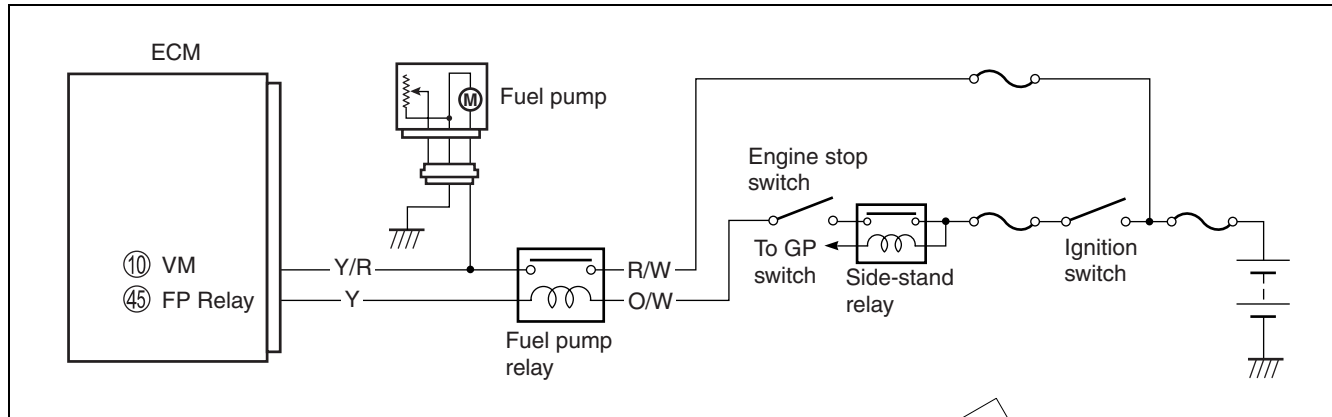 ECM
Fuel pump
M
Engine stop
switch
⑩ VM
Y/R
R/W
To GP
switch
Side-stand
relay
Ignition
switch
㊺ FP Relay
Y
O/W
Fuel pump
relay